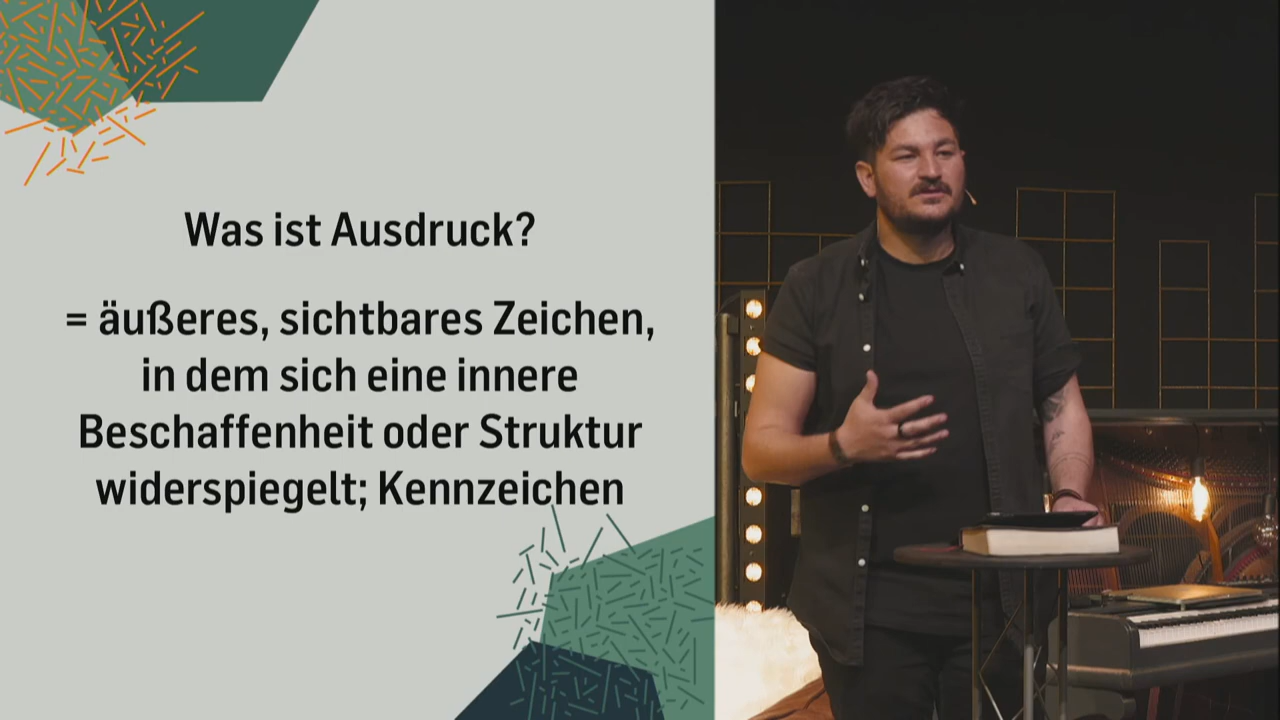 Was ist Ausdruck?
= äußeres, sichtbares Zeichen,
in dem sich eine innere
Beschaffenheit oder Struktur
widerspiegelt; Kennzeichen